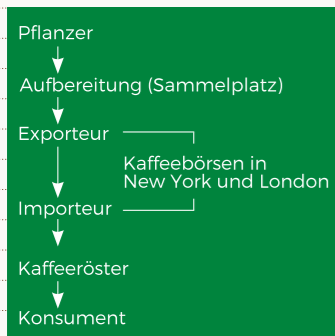 Pflanzer
Aufbereitung (Sammelplatz)
Exporteur
Kaffeebörsen in
New York und London
Importeur
Kaffeeröster
Konsument